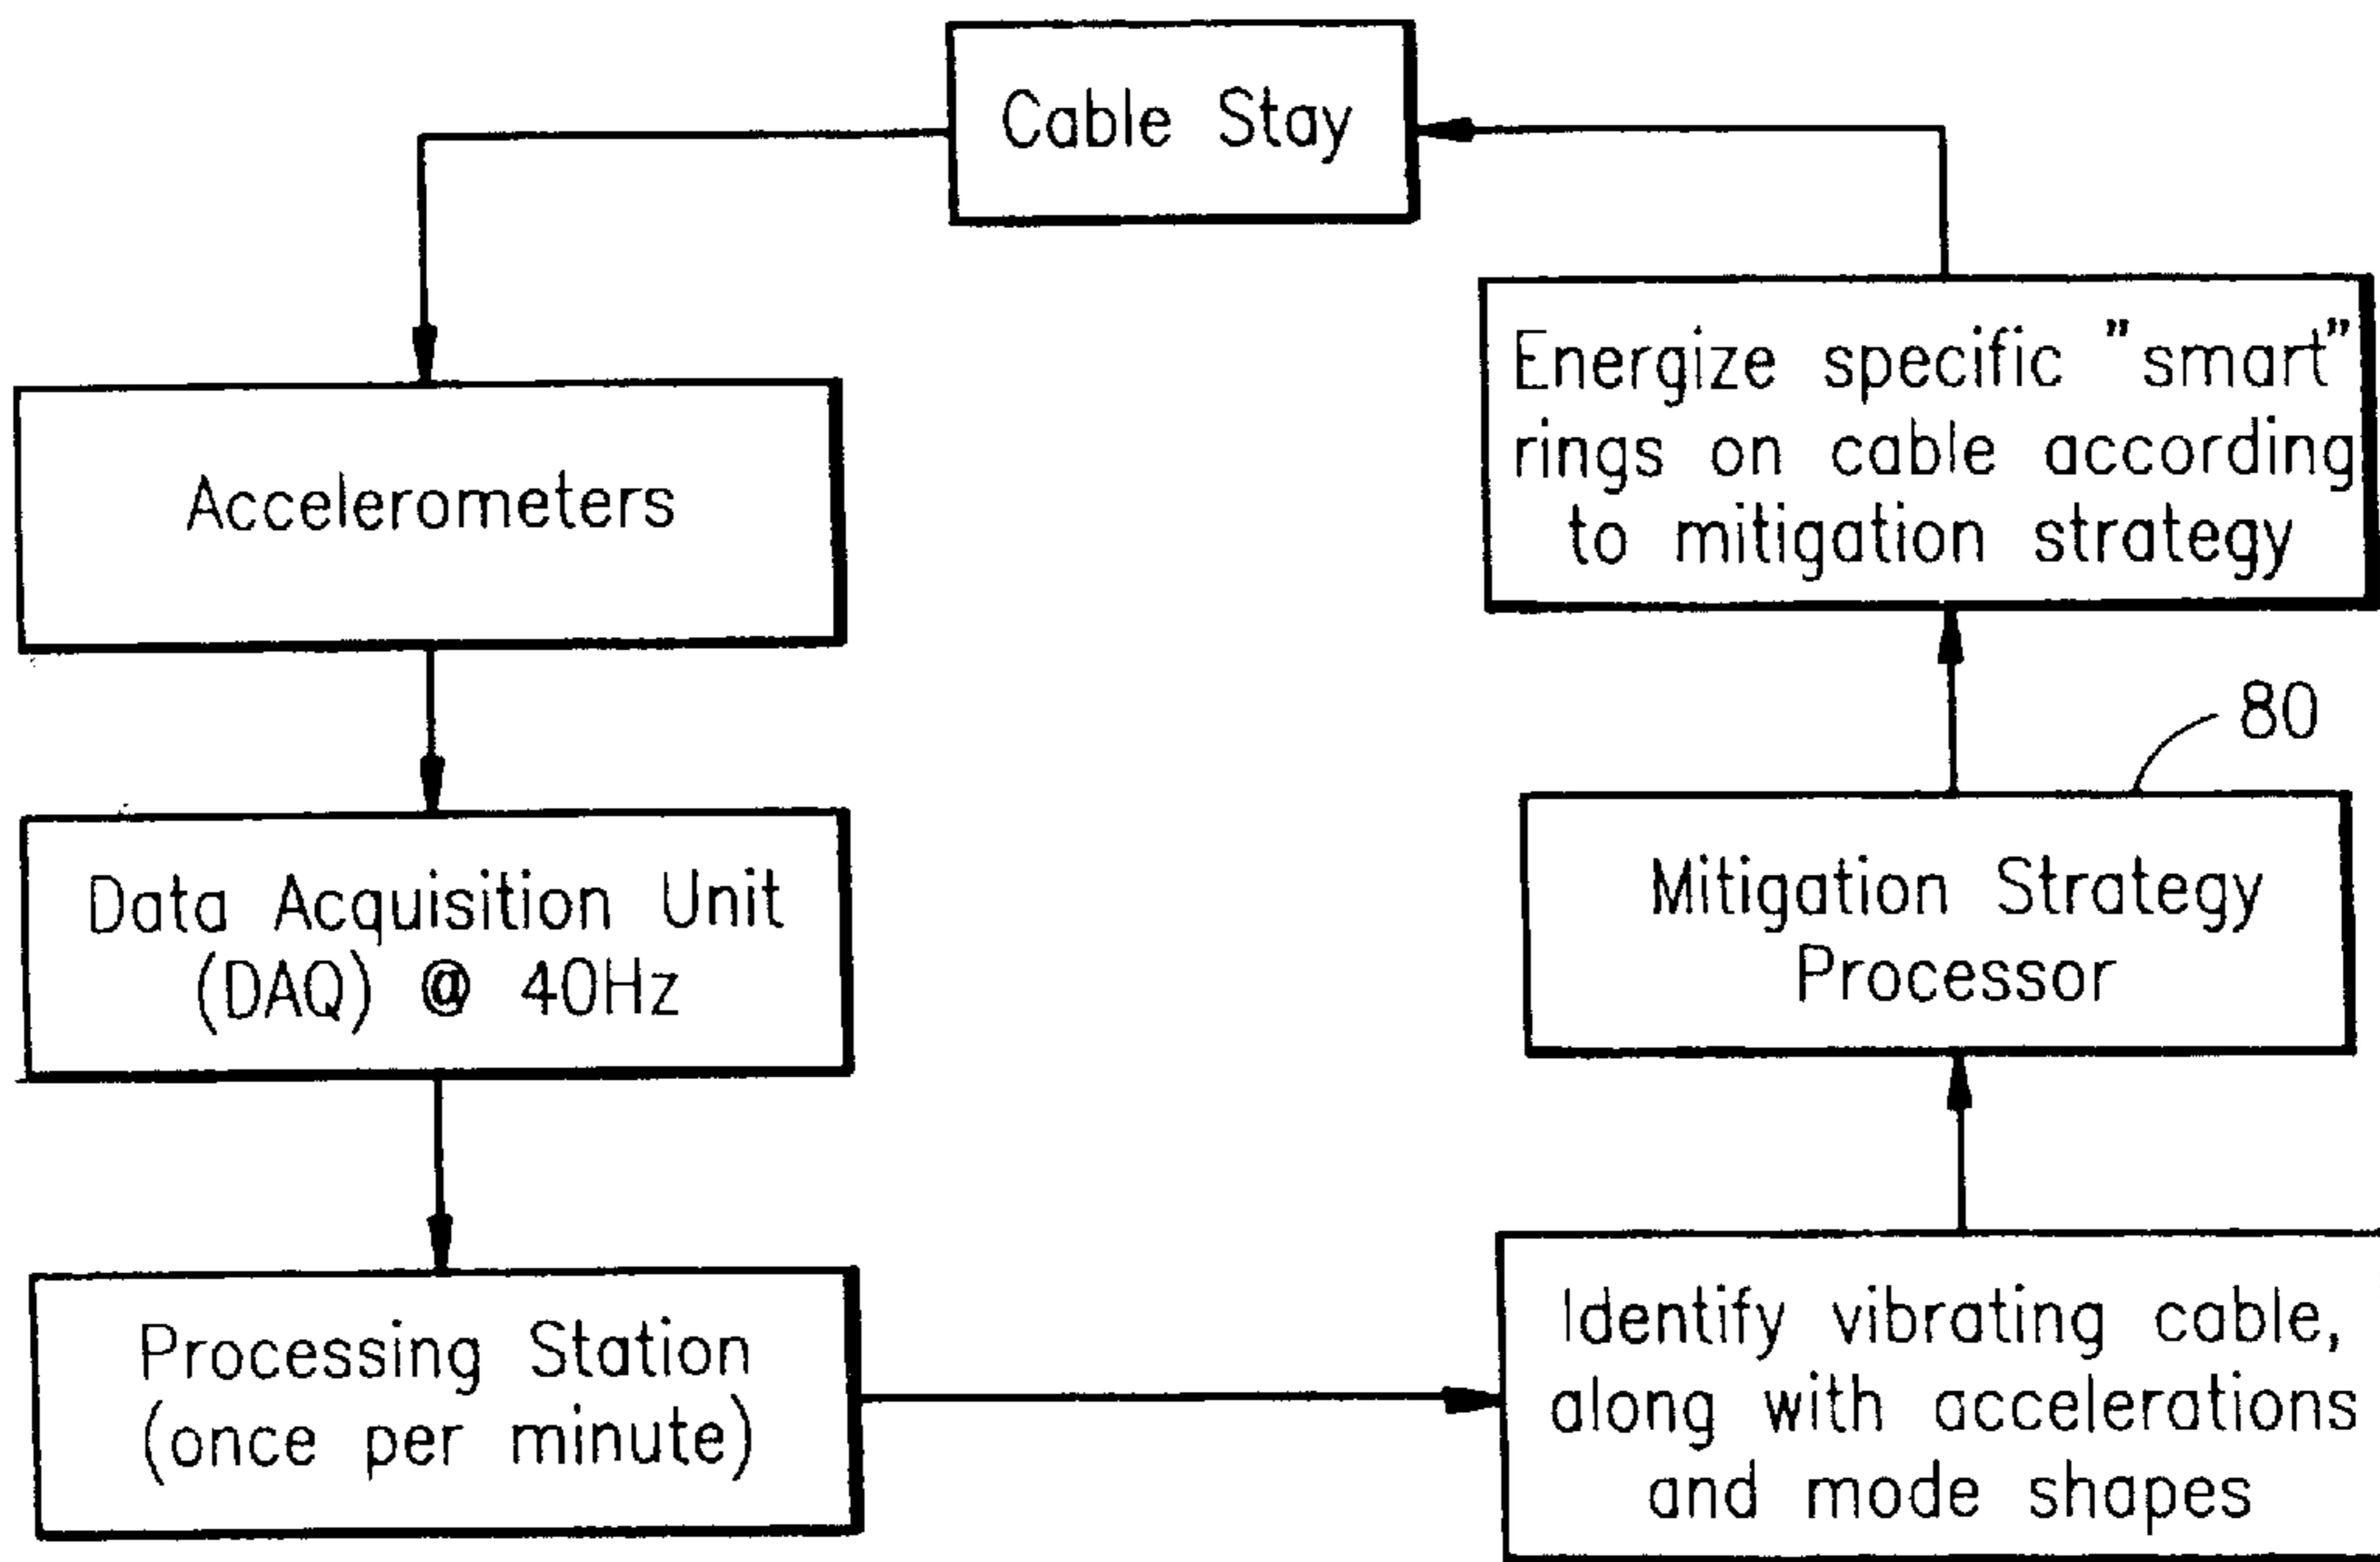 Cable Stay
Accelerometers
Data Acquisition Unit
(DAQ) @ 40Hz
Processing Station
(once per minute)
Identify vibrating cable,
along with accelerations
and mode shapes
80
Mitigation Strategy
Processor
Energize specific "smart"
rings on cable according
to mitigation strategy